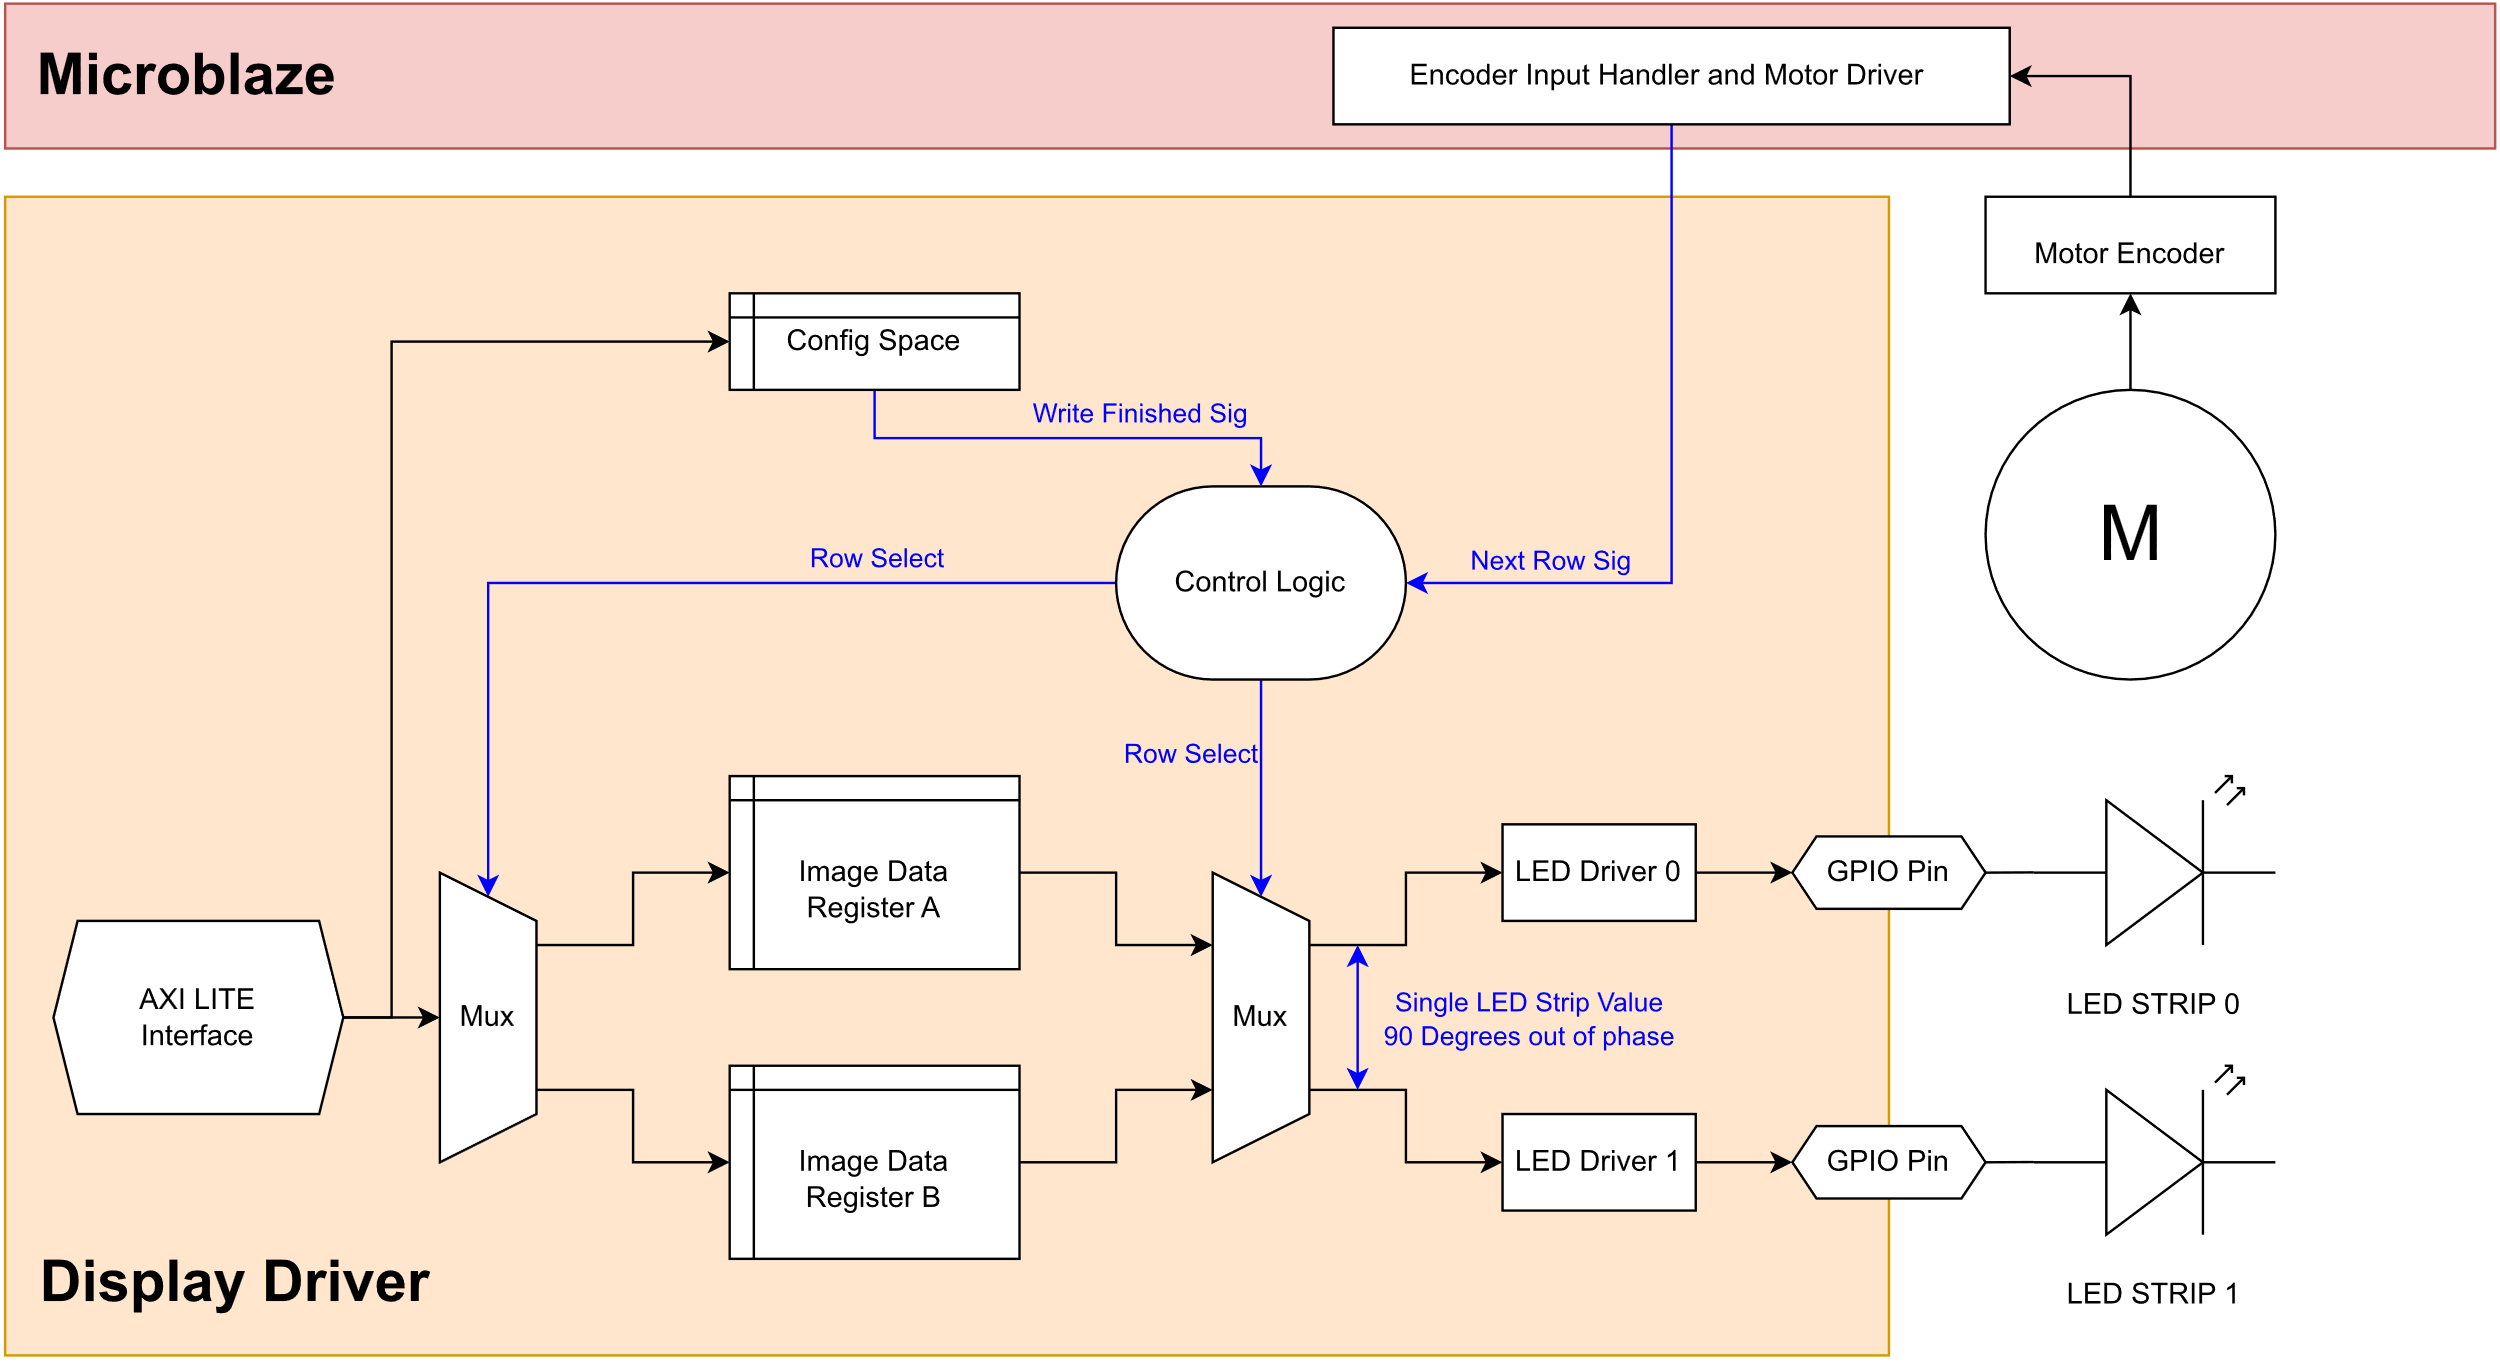 Microblaze
Encoder Input Handler and Motor Driver
Motor Encoder
Config Space
Write Finished Sig
Row Select
Control Logic
Next Row Sig
M
Row Select
Image Data
Register A
LED Driver 0
GPIO Pin
AXI LITE
Interface
Mux
Mux
Single LED Strip Value
90 Degrees out of phase
LED STRIP 0
Image Data
Register B
LED Driver 1
GPIO Pin
Display Driver
LED STRIP 1